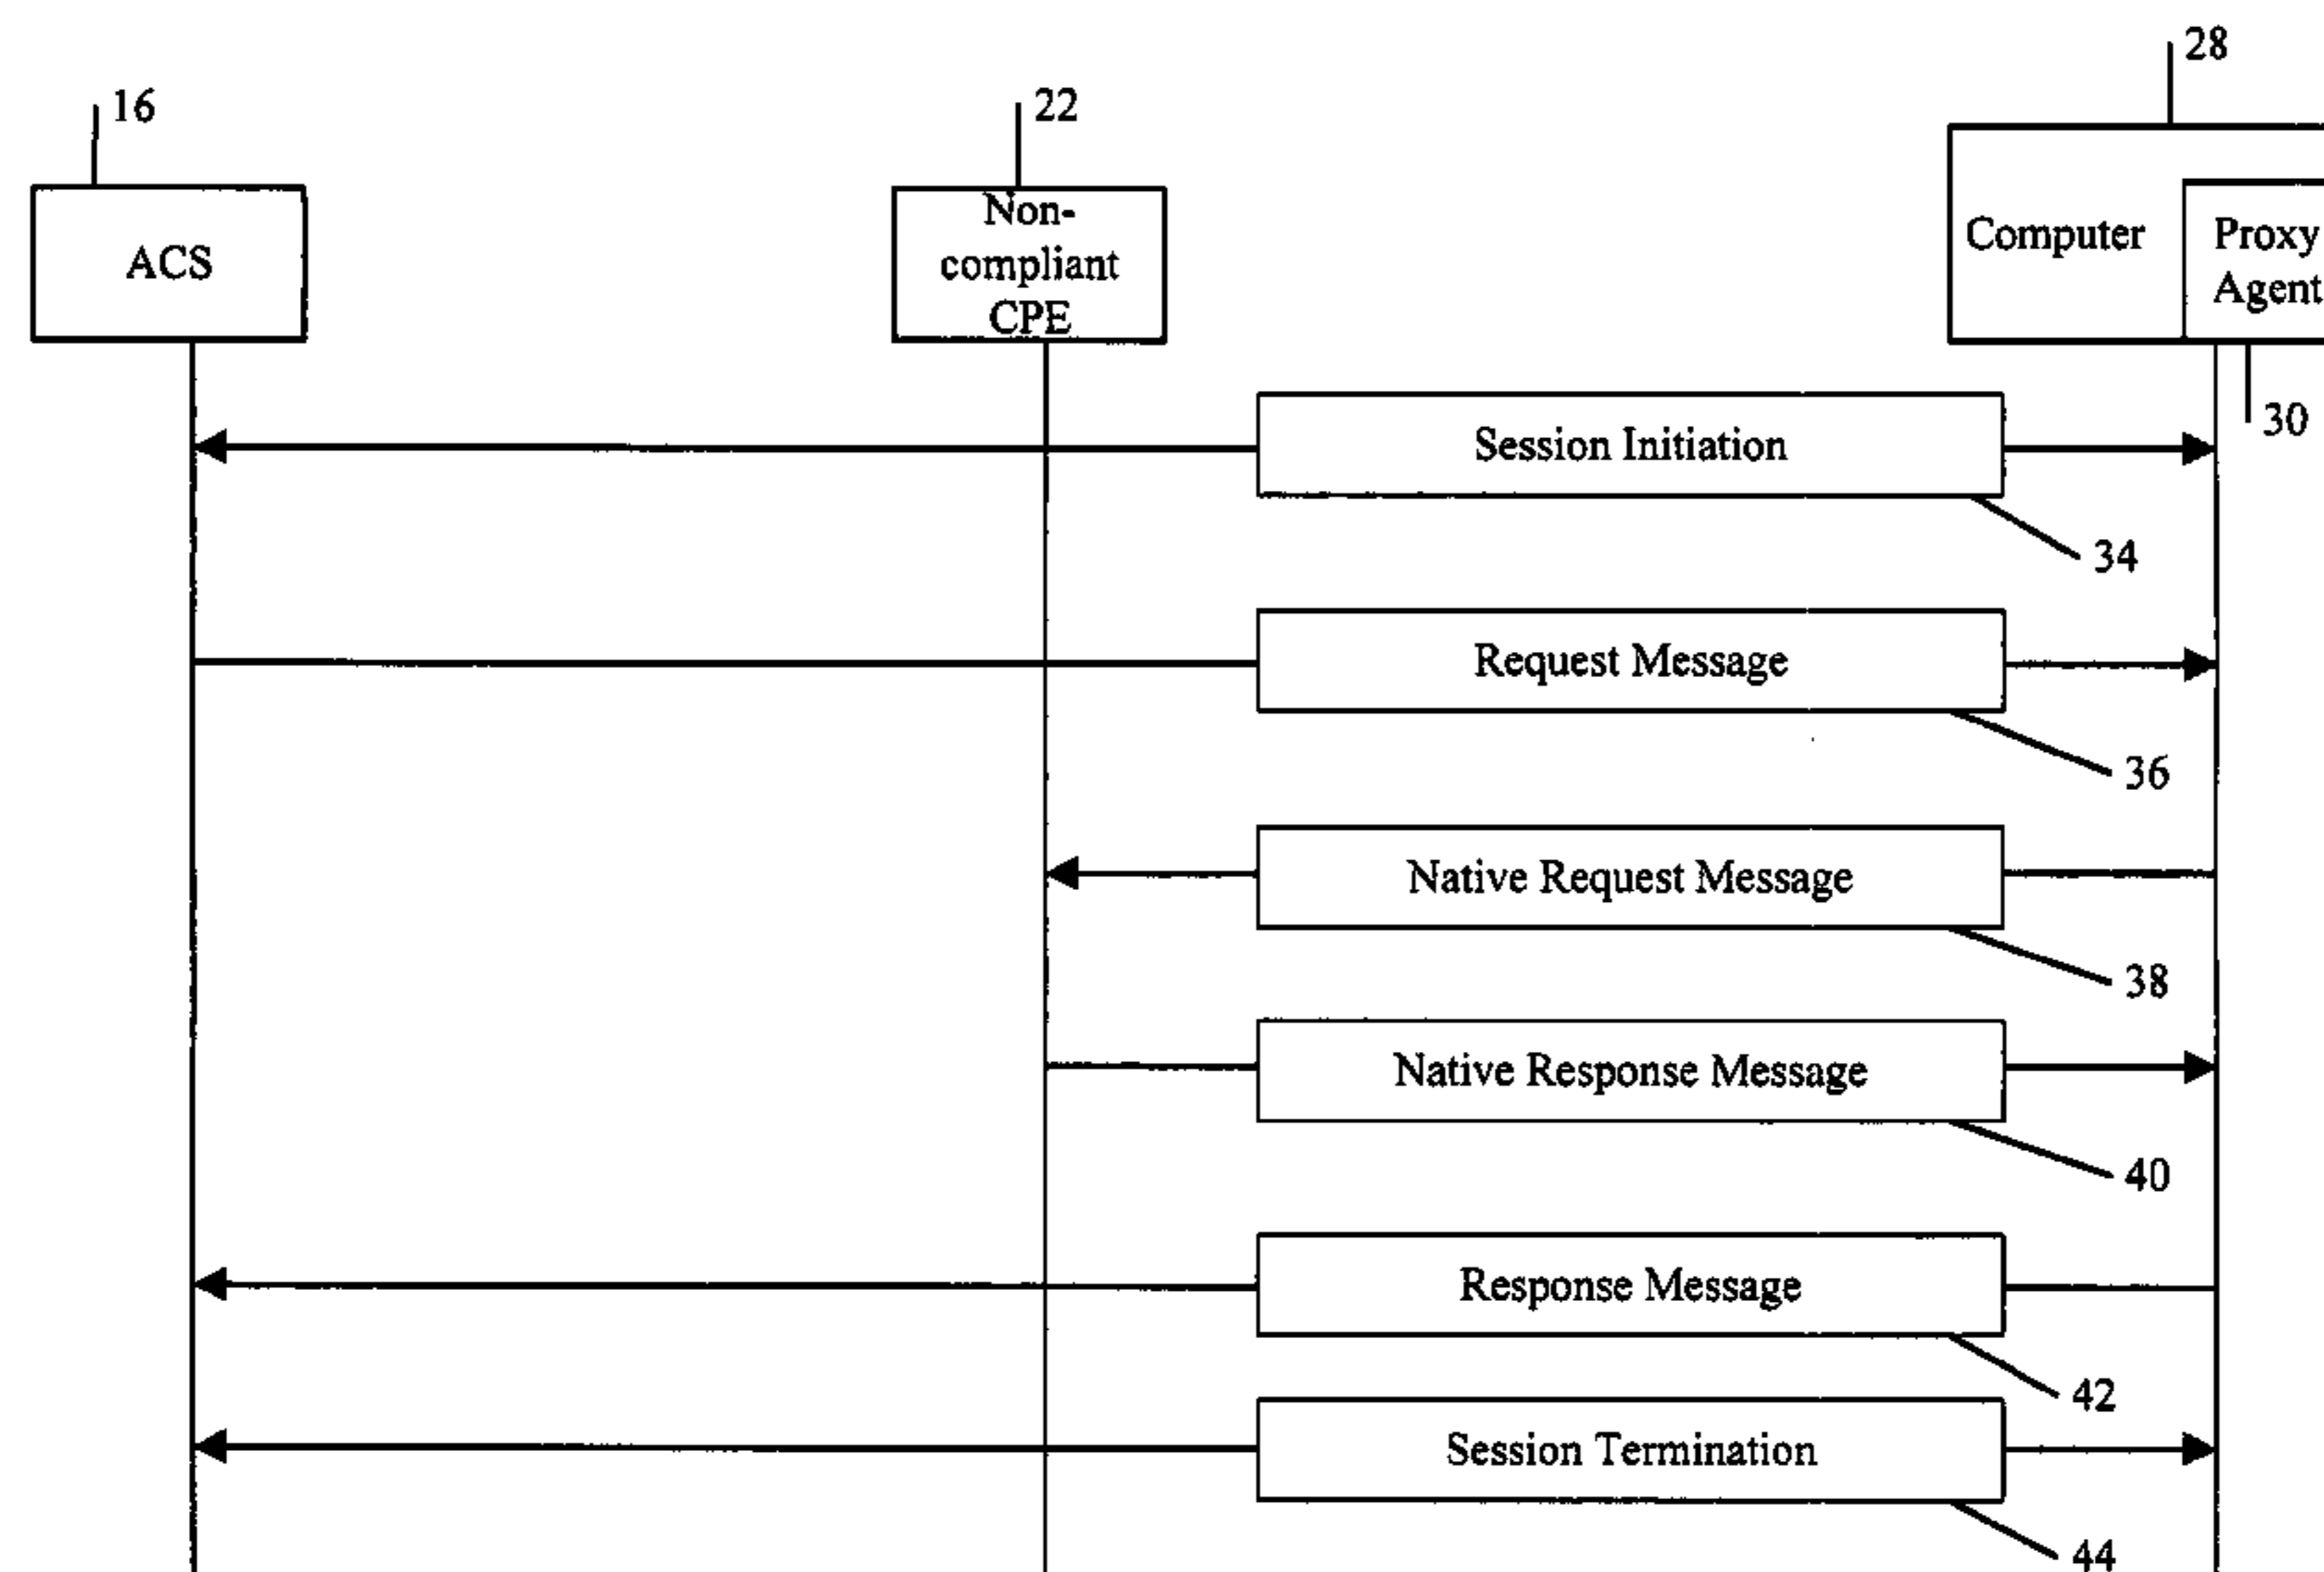 28
16
22
ACS
Non-
compliant
CPE
Computer
Proxy
Agent
30
Session Initiation
34
Request Message
36
Native Request Message
38
Native Response Message
40
Response Message
42
Session Termination
44